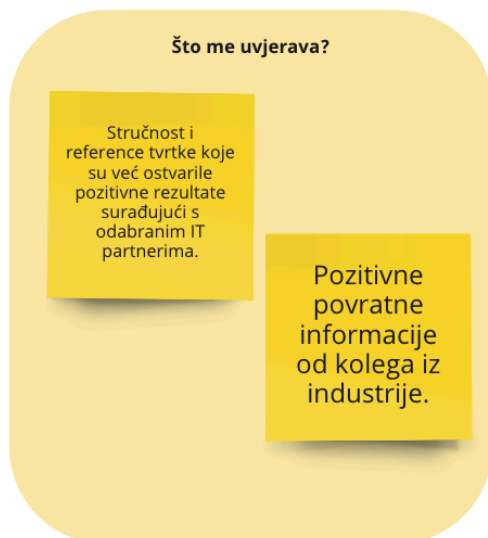 Što me uvjerava?
Stručnost i
reference tvrtke koje
su već ostvarile
pozitivne rezultate
surađujući s
odabranim IT
partnerima.
Pozitivne
povratne
informacije
od kolega iz
industrije.